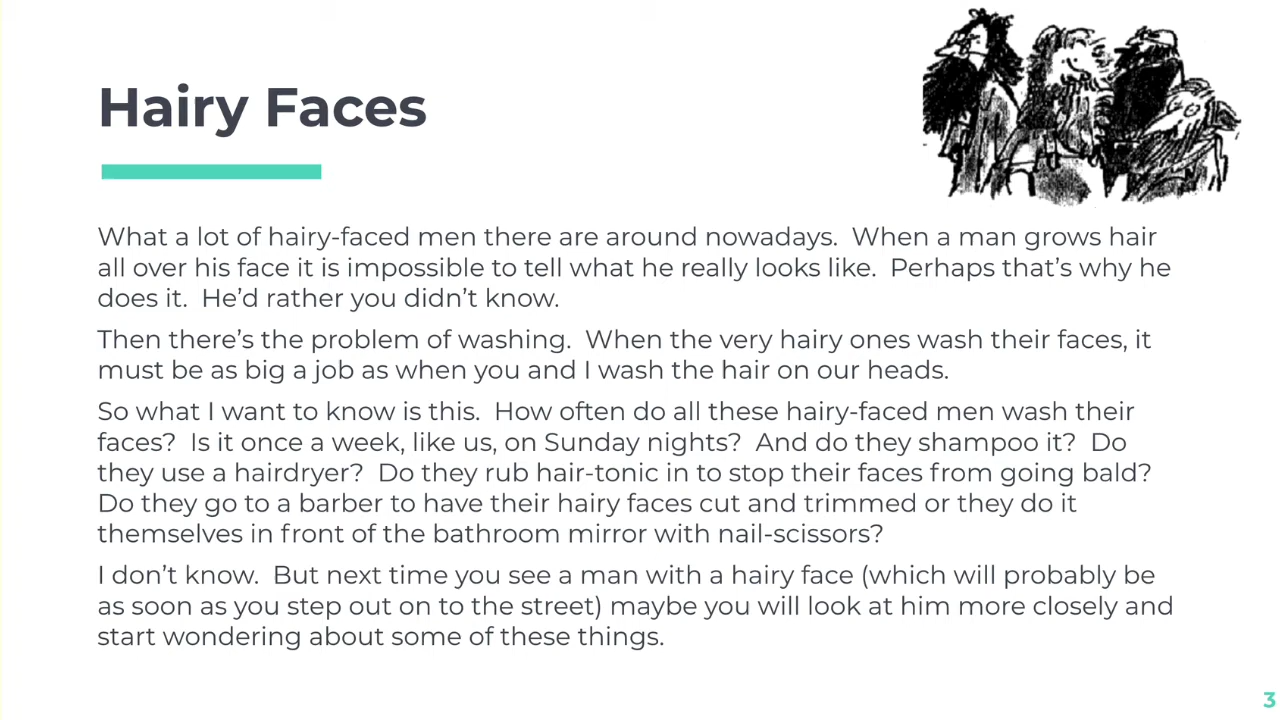 Hairy Faces
What a lot of hairy-faced men there are around nowadays.  When a man grows hair
all over his face it is impossible to tell what he really looks like.  Perhaps that’s why he
does it.  He’d rather you didn’t know.
Then there’s the problem of washing.  When the very hairy ones wash their faces, it
must be as big a job as when you and I wash the hair on our heads.
So what I want to know is this.  How often do all these hairy-faced men wash their
faces?  Is it once a week, like us, on Sunday nights?  And do they shampoo it?  Do
they use a hairdryer?  Do they rub hair-tonic in to stop their faces from going bald?
Do they go to a barber to have their hairy faces cut and trimmed or they do it
themselves in front of the bathroom mirror with nail-scissors?
I don’t know.  But next time you see a man with a hairy face (which will probably be
as soon as you step out on to the street) maybe you will look at him more closely and
start wondering about some of these things.
3